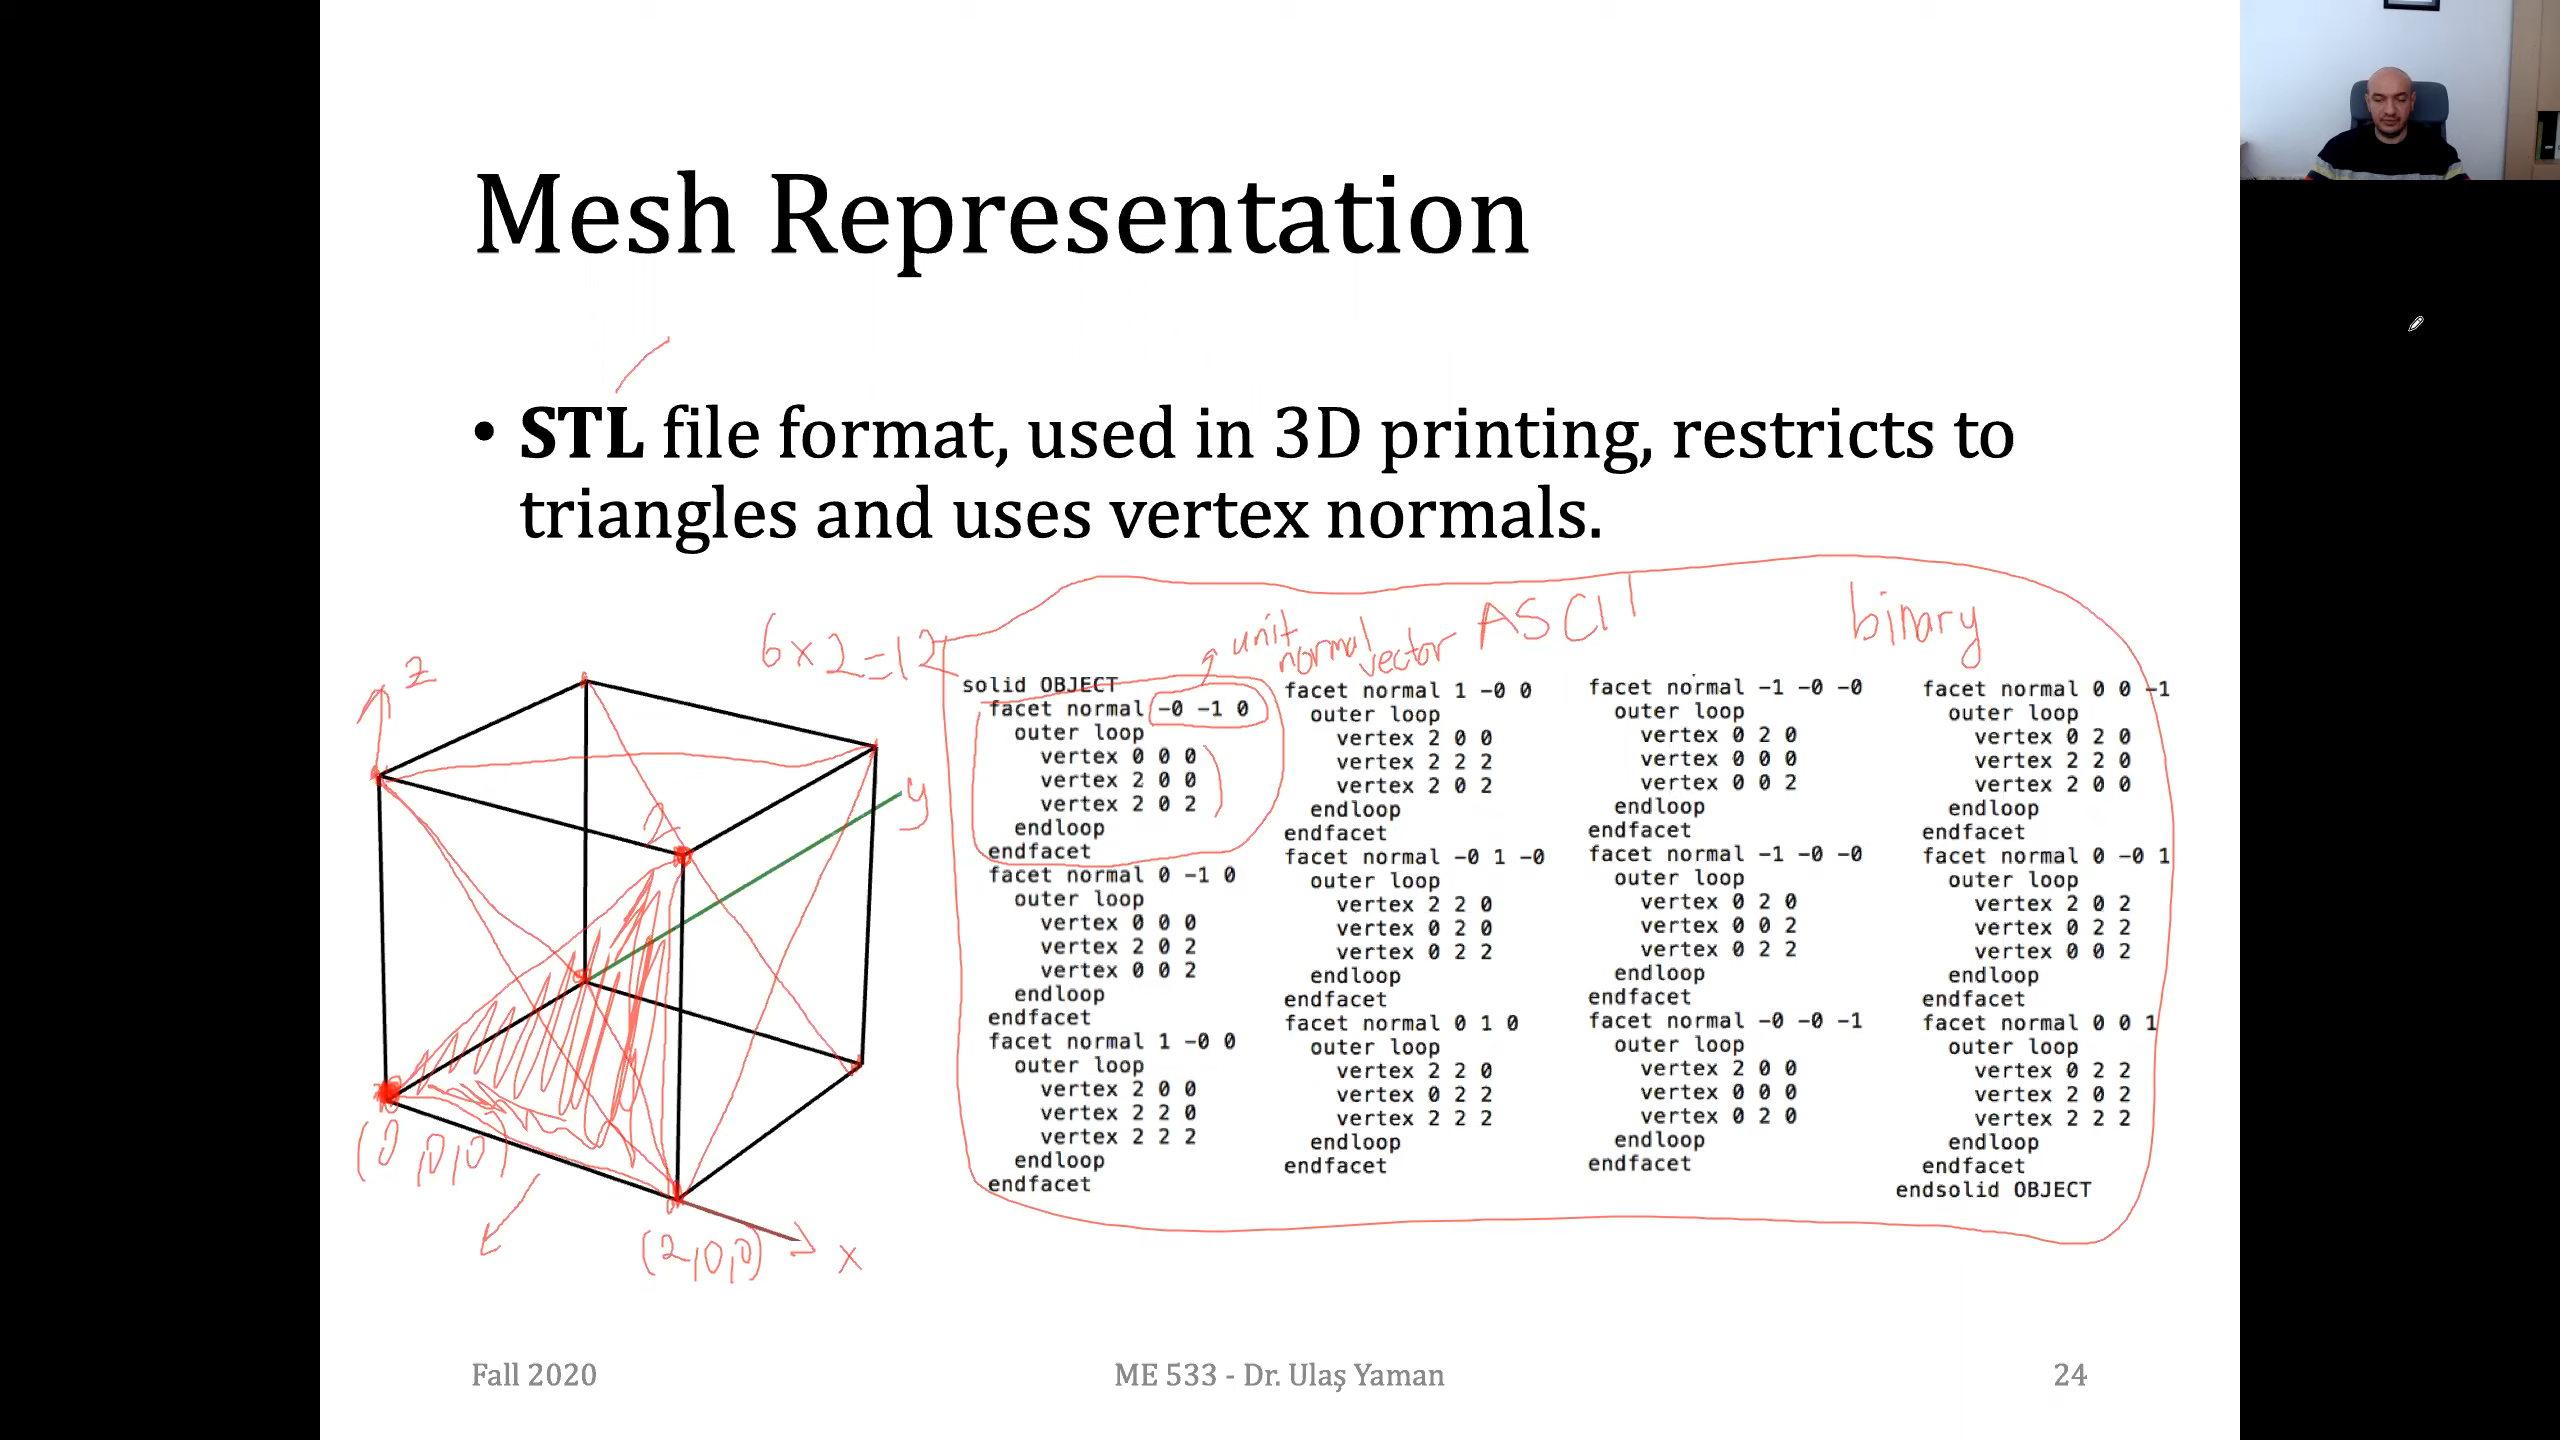 Mesh Representation
• STL file format, used in 3D printing, restricts to
triangles and uses vertex normals.
6 x 2 = 12
unit
normal
vector
ASCII
binary
z
y
2
(0,0,0)
(2,0,0)
x
solid OBJECT
facet normal -0 -1 0
outer loop
vertex 0 0 0
vertex 2 0 0
vertex 2 0 2
endloop
endfacet
facet normal 0 -1 0
outer loop
vertex 0 0 0
vertex 2 0 2
vertex 0 0 2
endloop
endfacet
facet normal 1 -0 0
outer loop
vertex 2 0 0
vertex 2 2 0
vertex 2 2 2
endloop
endfacet
facet normal 1 -0 0
outer loop
vertex 2 0 0
vertex 2 2 2
vertex 2 0 2
endloop
endfacet
facet normal -0 1 -0
outer loop
vertex 2 2 0
vertex 0 2 0
vertex 0 2 2
endloop
endfacet
facet normal 0 1 0
outer loop
vertex 2 2 0
vertex 0 2 2
vertex 2 2 2
endloop
endfacet
facet normal -1 -0 -0
outer loop
vertex 0 2 0
vertex 0 0 0
vertex 0 0 2
endloop
endfacet
facet normal -1 -0 -0
outer loop
vertex 0 2 0
vertex 0 0 2
vertex 0 2 2
endloop
endfacet
facet normal -0 -0 -1
outer loop
vertex 2 0 0
vertex 0 0 0
vertex 0 2 0
endloop
endfacet
facet normal 0 0 -1
outer loop
vertex 0 2 0
vertex 2 2 0
vertex 2 0 0
endloop
endfacet
facet normal 0 -0 1
outer loop
vertex 2 0 2
vertex 0 2 2
vertex 0 0 2
endloop
endfacet
facet normal 0 0 1
outer loop
vertex 0 2 2
vertex 2 0 2
vertex 2 2 2
endloop
endfacet
endsolid OBJECT
Fall 2020
ME 533 - Dr. Ulaş Yaman
24